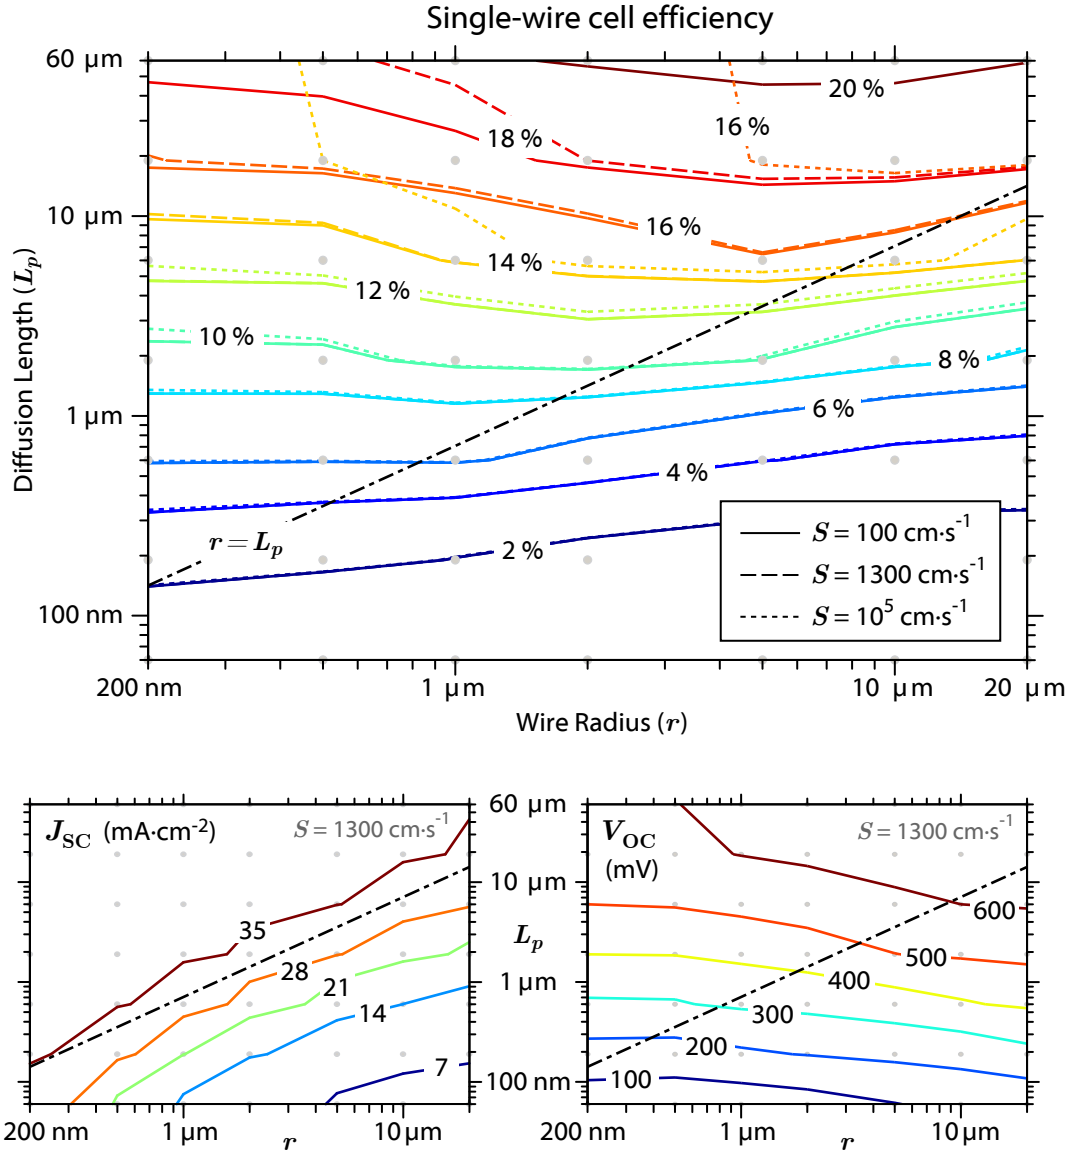 Single-wire cell efficiency
60 µm
20 %
16 %
18 %
10 µm
16 %
14 %
12 %
10 %
8 %
1 µm
6 %
4 %
2 %
r = Lp
100 nm
Diffusion Length (Lp)
S = 100 cm·s⁻¹
S = 1300 cm·s⁻¹
S = 10⁵ cm·s⁻¹
200 nm 1 µm 10 µm 20 µm
Wire Radius (r)
JSC (mA·cm⁻²) S = 1300 cm·s⁻¹
35
28
21
14
7
200 nm 1 µm r 10 µm
60 µm
10 µm
Lp
1 µm
100 nm
VOC S = 1300 cm·s⁻¹
(mV)
600
500
400
300
200
100
200 nm 1 µm r 10 µm